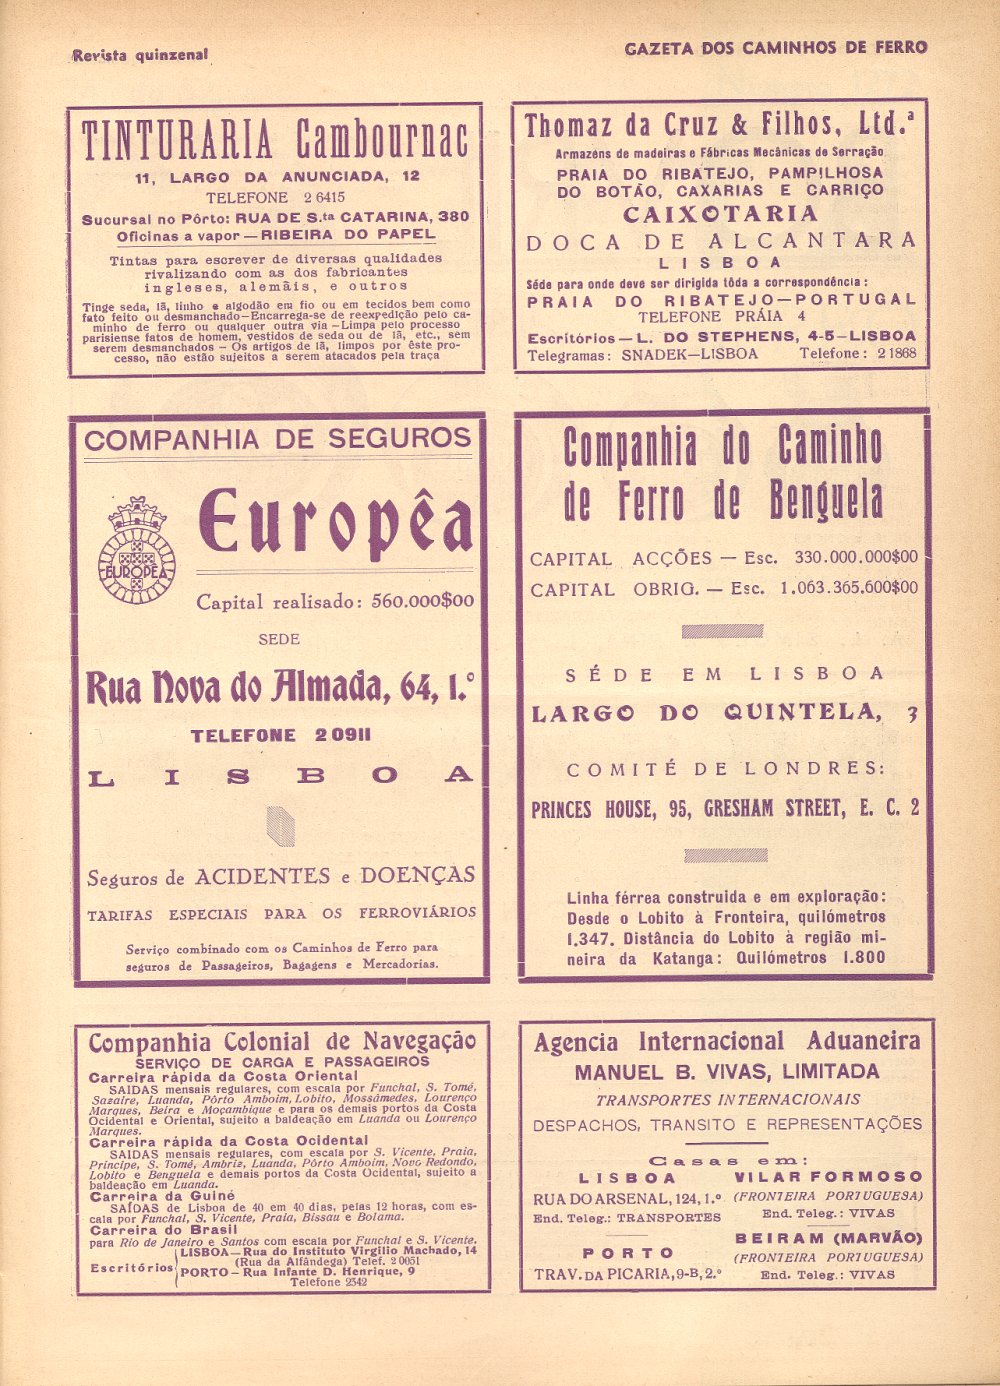 Revista quinzenal
GAZETA DOS CAMINHOS DE FERRO
TINTURARIA Cambournac
11, LARGO DA ANUNCIADA, 12
TELEFONE 2 6415
Sucursal no Pôrto: RUA DE S.ta CATARINA, 380
Oficinas a vapor — RIBEIRA DO PAPEL
Tintas para escrever de diversas qualidades
rivalizando com as dos fabricantes
ingleses, alemãis, e outros
Tinge seda, lã, linho e algodão em fio ou em tecidos bem como
fato feito ou desmanchado—Encarrega-se de reexpedição pelo ca-
minho de ferro ou qualquer outra via—Limpa pelo processo
parisiense fatos de homem, vestidos de seda ou de lã, etc., sem
serem desmanchados — Os artigos de lã, limpos por êste pro-
cesso, não estão sujeitos a serem atacados pela traça
Thomaz da Cruz & Filhos, Ltd.ª
Armazens de madeiras e Fábricas Mecânicas de Serração
PRAIA DO RIBATEJO, PAMPILHOSA
DO BOTÃO, CAXARIAS E CARRIÇO
CAIXOTARIA
DOCA DE ALCANTARA
LISBOA
Séde para onde deve ser dirigida tôda a correspondência:
PRAIA DO RIBATEJO—PORTUGAL
TELEFONE PRÁIA 4
Escritórios—L. DO STEPHENS, 4-5—LISBOA
Telegramas: SNADEK—LISBOA Telefone: 2 1868
COMPANHIA DE SEGUROS
EUROPÊA
Európêa
Capital realisado: 560.000$00
SEDE
Rua Nova do Almada, 64, 1.º
TELEFONE 2 0911
LISBOA
Seguros de ACIDENTES e DOENÇAS
TARIFAS ESPECIAIS PARA OS FERROVIÁRIOS
Serviço combinado com os Caminhos de Ferro para
seguros de Passageiros, Bagagens e Mercadorias.
Companhia do Caminho
de Ferro de Benguela
CAPITAL ACÇÕES — Esc. 330.000.000$00
CAPITAL OBRIG. — Esc. 1.063.365.600$00
SÉDE EM LISBOA
LARGO DO QUINTELA, 3
COMITÉ DE LONDRES:
PRINCES HOUSE, 95, GRESHAM STREET, E. C. 2
Linha férrea construida e em exploração:
Desde o Lobito à Fronteira, quilómetros
1.347. Distância do Lobito à região mi-
neira da Katanga: Quilómetros 1.800
Companhia Colonial de Navegação
SERVIÇO DE CARGA E PASSAGEIROS
Carreira rápida da Costa Oriental
SAIDAS mensais regulares, com escala por Funchal, S. Tomé,
Sazaire, Luanda, Pôrto Amboim, Lobito, Mossâmedes, Lourenço
Marques, Beira e Moçambique e para os demais portos da Costa
Ocidental e Oriental, sujeito a baldeação em Luanda ou Lourenço
Marques.
Carreira rápida da Costa Ocidental
SAIDAS mensais regulares, com escala por S. Vicente, Praia,
Príncipe, S. Tomé, Ambriz, Luanda, Pôrto Amboim, Novo Redondo,
Lobito e Benguela e demais portos da Costa Ocidental, sujeito a
baldeação em Luanda.
Carreira da Guiné
SAÍDAS de Lisboa de 40 em 40 dias, pelas 12 horas, com es-
cala por Funchal, S. Vicente, Praia, Bissau e Bolama.
Carreira do Brasil
para Rio de Janeiro e Santos com escala por Funchal e S. Vicente.
Escritórios LISBOA—Rua do Instituto Virgílio Machado, 14
(Rua da Alfândega) Telef. 2 0051
PORTO—Rua Infante D. Henrique, 9
Telefone 2342
Agencia Internacional Aduaneira
MANUEL B. VIVAS, LIMITADA
TRANSPORTES INTERNACIONAIS
DESPACHOS, TRANSITO E REPRESENTAÇÕES
Casas em:
LISBOA
RUA DO ARSENAL, 124, 1.º
End. Teleg.: TRANSPORTES
PORTO
TRAV. DA PICARIA, 9-B, 2.º
VILAR FORMOSO
(FRONTEIRA PORTUGUESA)
End. Teleg.: VIVAS
BEIRAM (MARVÃO)
(FRONTEIRA PORTUGUESA)
End. Teleg.: VIVAS